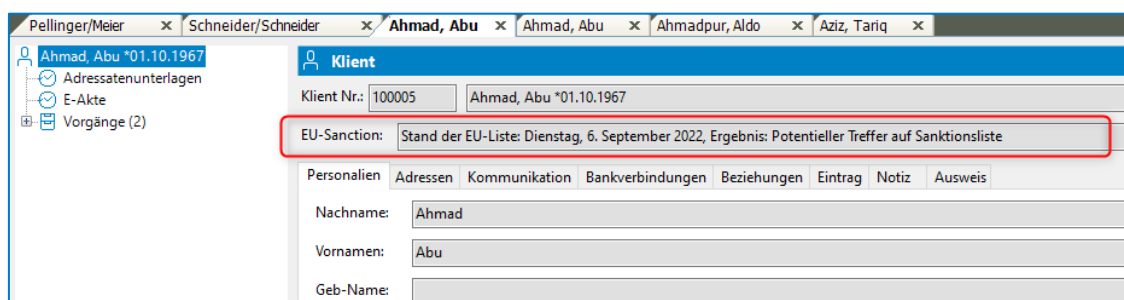 Pellinger/Meier x Schneider/Schneider x Ahmad, Abu x Ahmad, Abu x Ahmadpur, Aldo x Aziz, Tariq x
Ahmad, Abu *01.10.1967
Adressatenunterlagen
E-Akte
Vorgänge (2)
Klient
Klient Nr.: 100005 Ahmad, Abu *01.10.1967
EU-Sanction: Stand der EU-Liste: Dienstag, 6. September 2022, Ergebnis: Potentieller Treffer auf Sanktionsliste
Personalien Adressen Kommunikation Bankverbindungen Beziehungen Eintrag Notiz Ausweis
Nachname: Ahmad
Vornamen: Abu
Geb-Name: